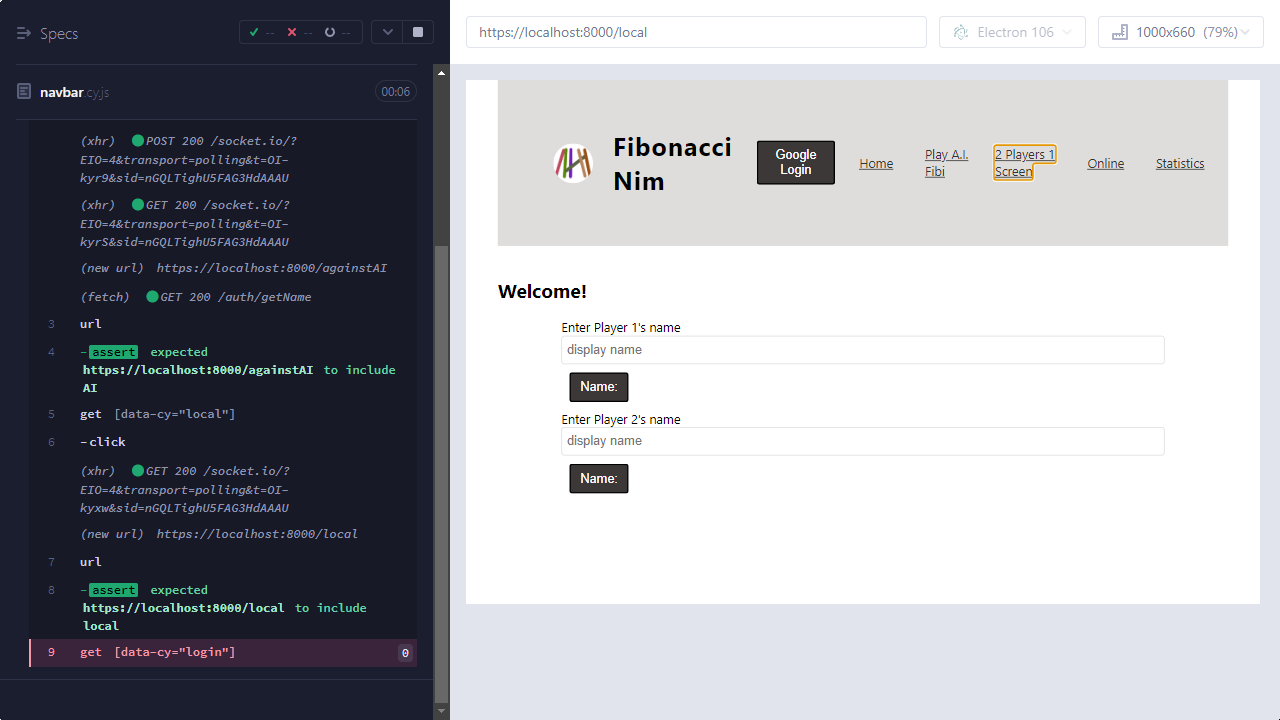 Specs
--
--
--
navbar.cy.js
00:06
(xhr) POST 200 /socket.io/?
EIO=4&transport=polling&t=OI-
kyr9&sid=nGQLTighU5FAG3HdAAAU
(xhr) GET 200 /socket.io/?
EIO=4&transport=polling&t=OI-
kyrS&sid=nGQLTighU5FAG3HdAAAU
(new url) https://localhost:8000/againstAI
(fetch) GET 200 /auth/getName
3 url
4 -assert expected
https://localhost:8000/againstAI to include
AI
5 get [data-cy="local"]
6 -click
(xhr) GET 200 /socket.io/?
EIO=4&transport=polling&t=OI-
kyxw&sid=nGQLTighU5FAG3HdAAAU
(new url) https://localhost:8000/local
7 url
8 -assert expected
https://localhost:8000/local to include
local
9 get [data-cy="login"] 0
https://localhost:8000/local
Electron 106
1000x660 (79%)
Fibonacci
Nim
Google
Login
Home
Play A.I.
Fibi
2 Players 1
Screen
Online
Statistics
Welcome!
Enter Player 1's name
display name
Name:
Enter Player 2's name
display name
Name: